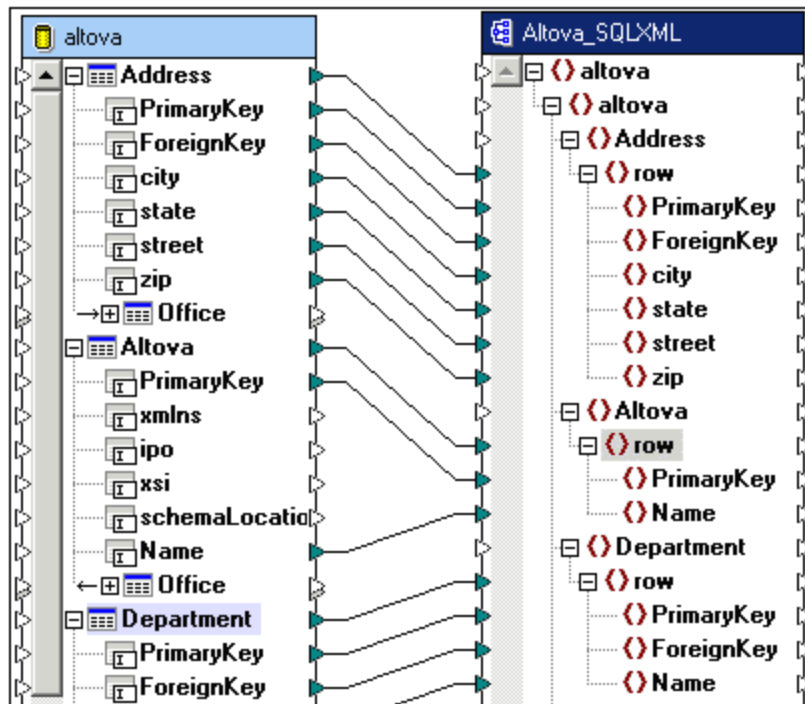 altova
Address
PrimaryKey
ForeignKey
city
state
street
zip
Office
Altova
PrimaryKey
xmlns
ipo
xsi
schemaLocatio
Name
Office
Department
PrimaryKey
ForeignKey
Altova_SQLXML
altova
altova
Address
row
PrimaryKey
ForeignKey
city
state
street
zip
Altova
row
PrimaryKey
Name
Department
row
PrimaryKey
ForeignKey
Name